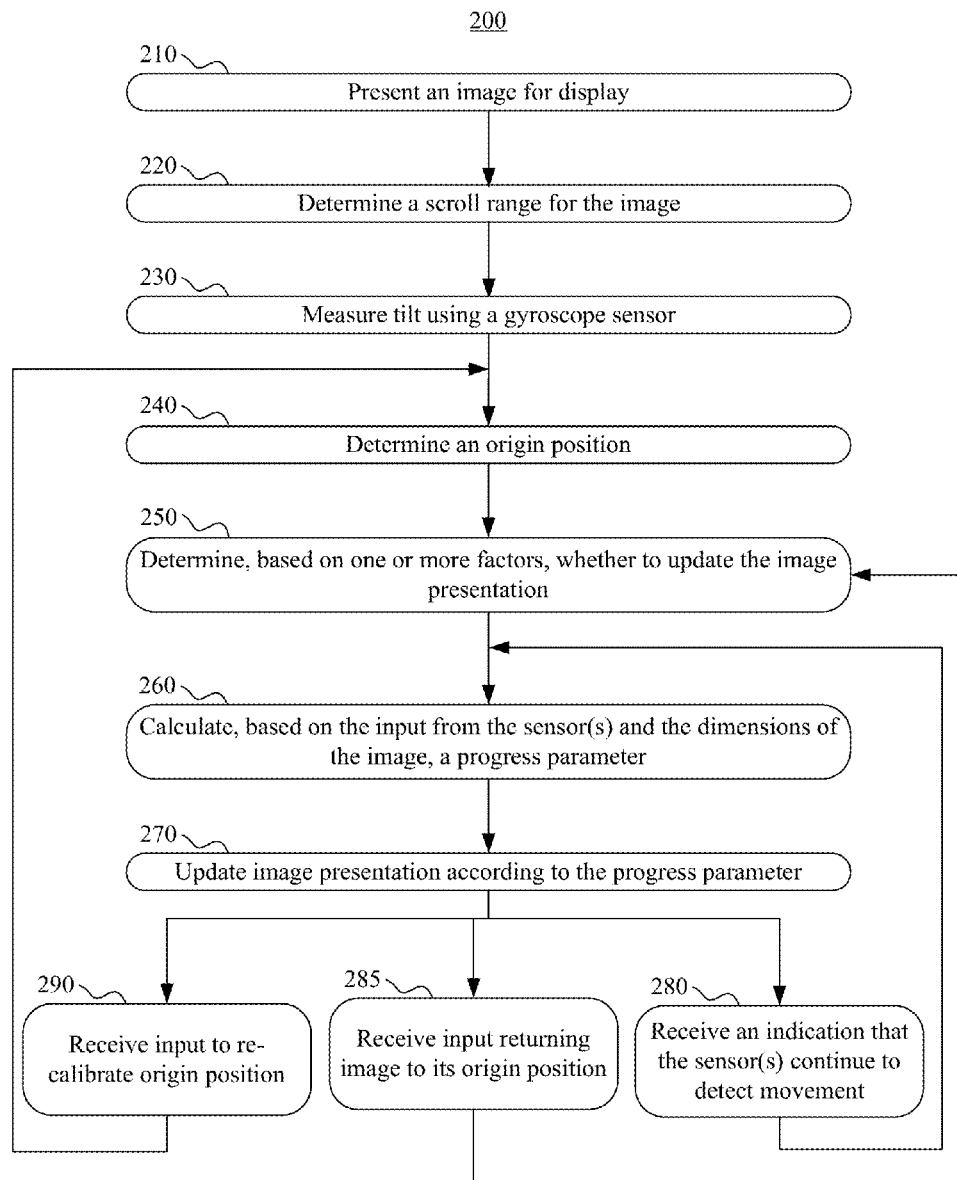 200
210
Present an image for display
220
Determine a scroll range for the image
230
Measure tilt using a gyroscope sensor
240
Determine an origin position
250
Determine, based on one or more factors, whether to update the image
presentation
260
Calculate, based on the input from the sensor(s) and the dimensions of
the image, a progress parameter
270
Update image presentation according to the progress parameter
290
Receive input to re-
calibrate origin position
285
Receive input returning
image to its origin position
280
Receive an indication that
the sensor(s) continue to
detect movement